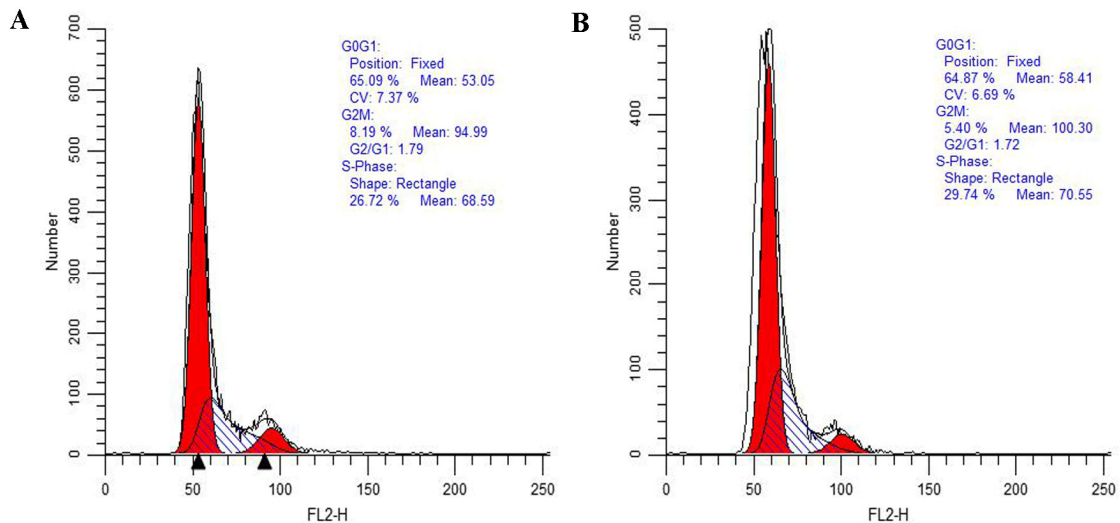 A
700
600
500
400
300
200
100
0
Number
0 50 100 150 200 250
FL2-H
G0G1:
Position: Fixed
65.09 % Mean: 53.05
CV: 7.37 %
G2M:
8.19 % Mean: 94.99
G2/G1: 1.79
S-Phase:
Shape: Rectangle
26.72 % Mean: 68.59
B
500
400
300
200
100
0
Number
0 50 100 150 200 250
FL2-H
G0G1:
Position: Fixed
64.87 % Mean: 58.41
CV: 6.69 %
G2M:
5.40 % Mean: 100.30
G2/G1: 1.72
S-Phase:
Shape: Rectangle
29.74 % Mean: 70.55